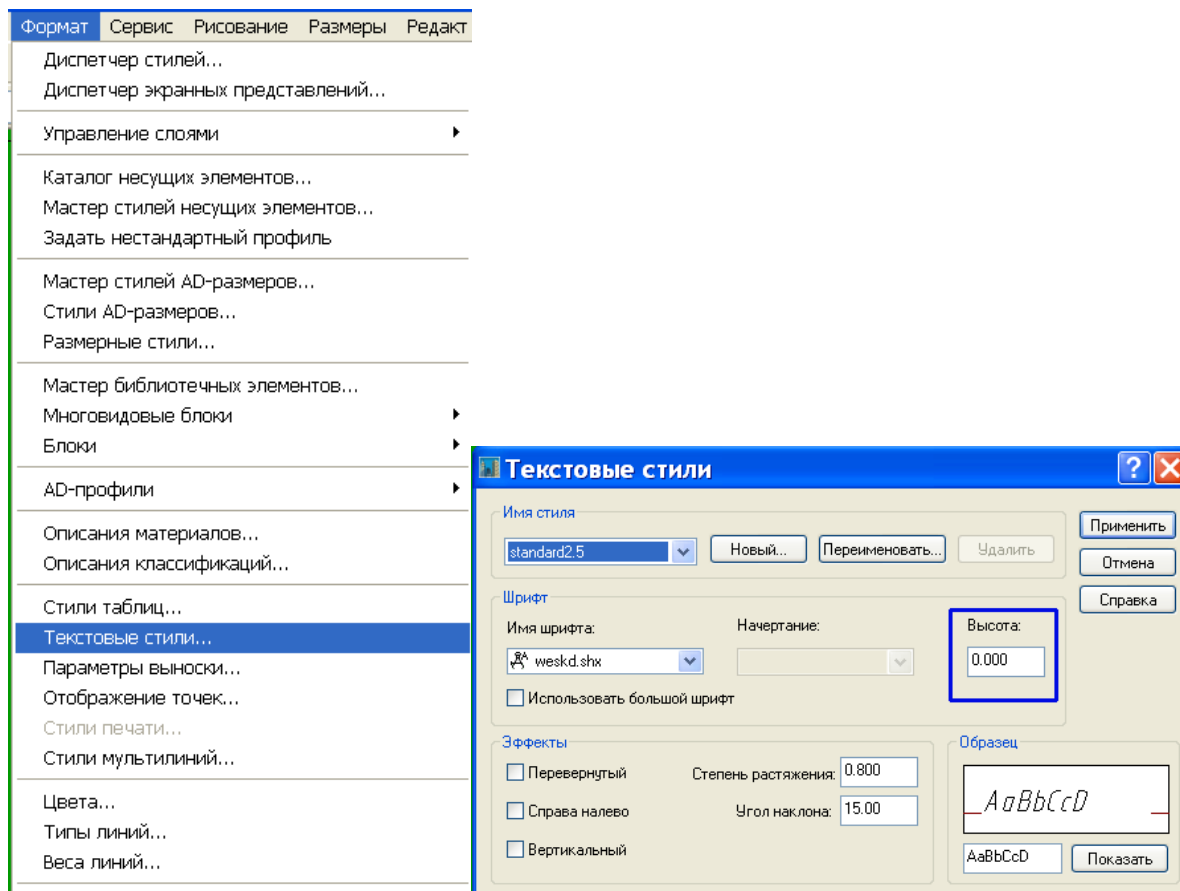 Формат Сервис Рисование Размеры Редакт
Диспетчер стилей...
Диспетчер экранных представлений...
Управление слоями
Каталог несущих элементов...
Мастер стилей несущих элементов...
Задать нестандартный профиль
Мастер стилей AD-размеров...
Стили AD-размеров...
Размерные стили...
Мастер библиотечных элементов...
Многовидовые блоки
Блоки
AD-профили
Описания материалов...
Описания классификаций...
Стили таблиц...
Текстовые стили...
Параметры выноски...
Отображение точек...
Стили печати...
Стили мультилиний...
Цвета...
Типы линий...
Веса линий...
Текстовые стили
Имя стиля
standard2.5 Новый... Переименовать... Удалить
Применить
Отмена
Справка
Шрифт
Имя шрифта: Начертание: Высота:
weskd.shx 0.000
Использовать большой шрифт
Эффекты
Перевернутый Степень растяжения: 0.800
Справа налево Угол наклона: 15.00
Вертикальный
Образец
AaBbCcD
AaBbCcD Показать